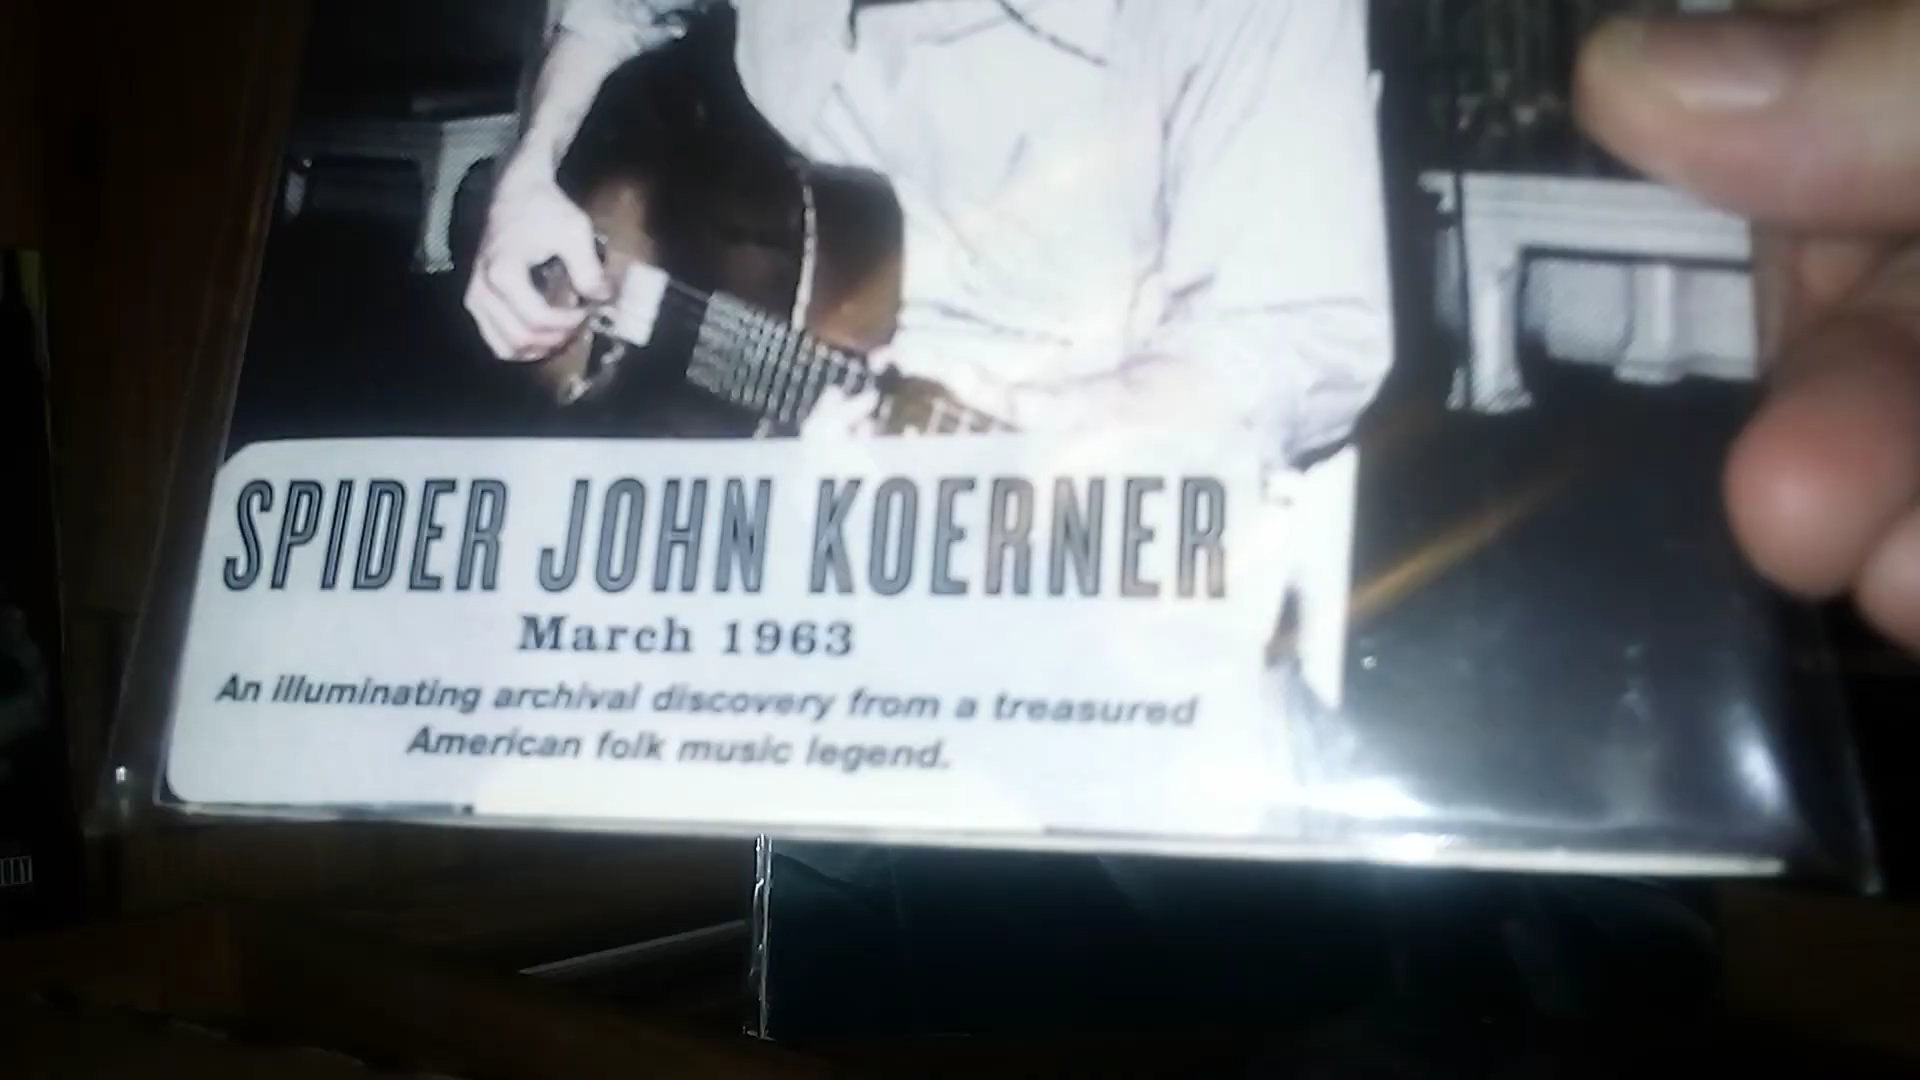 SPIDER JOHN KOERNER
March 1963
An illuminating archival discovery from a treasured
American folk music legend.